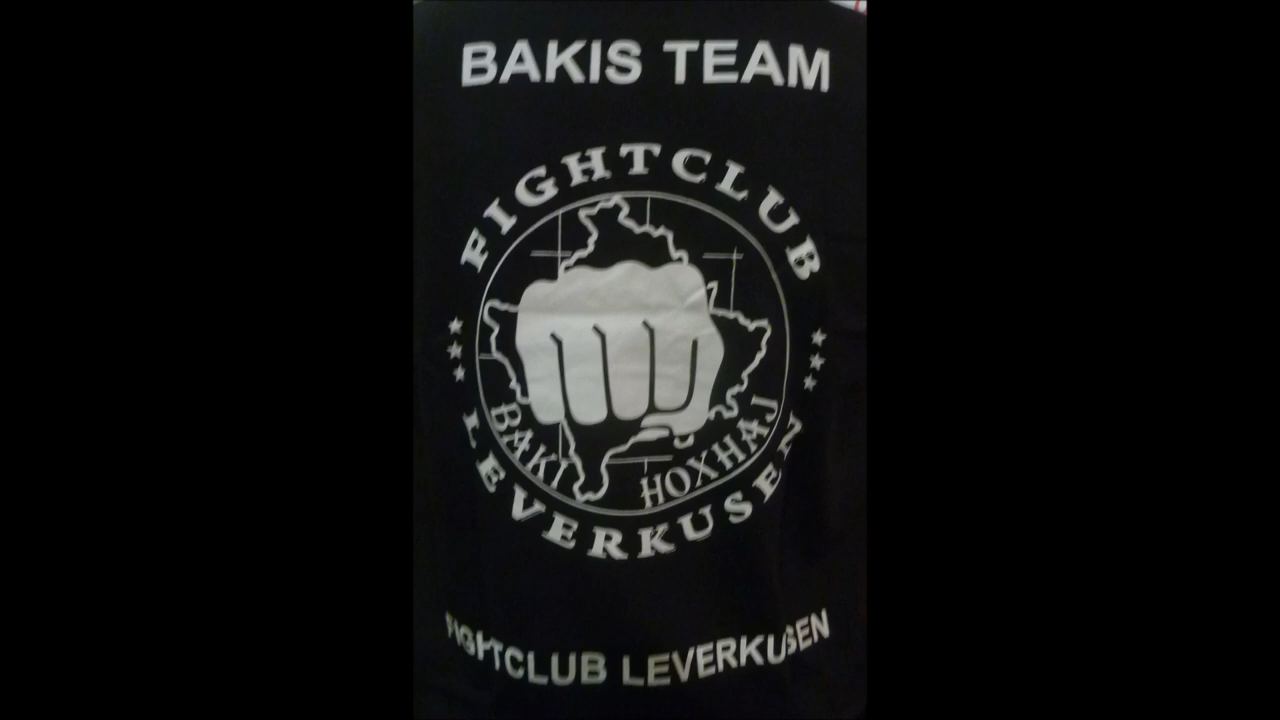 BAKIS TEAM
FIGHTCLUB
BAKI HOXHAJ
LEVERKUSEN
FIGHTCLUB LEVERKUSEN